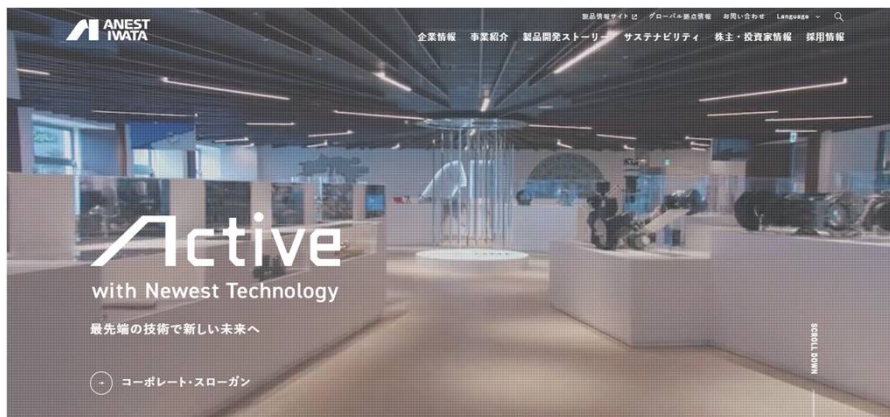 ANEST
IWATA
製品情報サイト グローバル拠点情報 お問い合わせ Language
企業情報 事業紹介 製品開発ストーリー サステナビリティ 株主・投資家情報 採用情報
Active
with Newest Technology
最先端の技術で新しい未来へ
コーポレート・スローガン
SCROLL DOWN